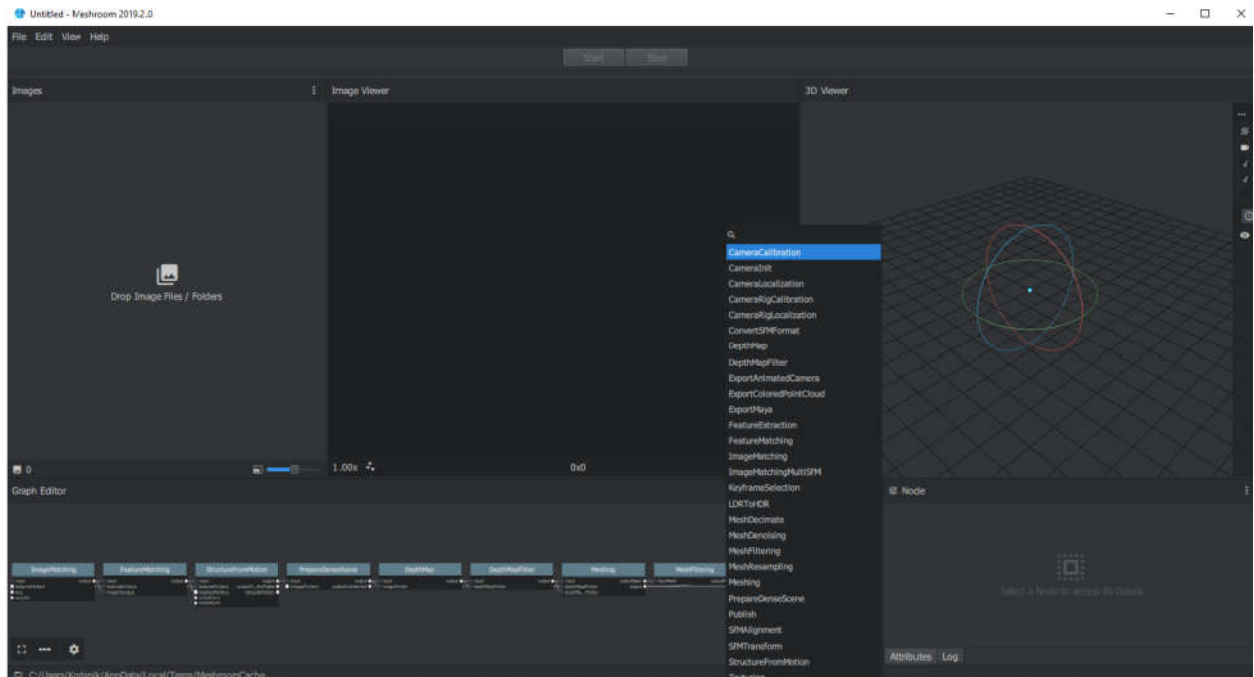 Untitled - Meshroom 2019.2.0
File Edit View Help
Start Stop
Images
Image Viewer
3D Viewer
Drop Image Files / Folders
0
1.00x
0x0
CameraCalibration
CameraInit
CameraLocalization
CameraRigCalibration
CameraRigLocalization
ConvertSfMFormat
DepthMap
DepthMapFilter
ExportAnimatedCamera
ExportColoredPointCloud
ExportMaya
FeatureExtraction
FeatureMatching
ImageMatching
ImageMatchingMultiSfM
KeyframeSelection
LDRToHDR
MeshDecimate
MeshDenoising
MeshFiltering
MeshResampling
Meshing
PrepareDenseScene
Publish
SfMAlignment
SfMTransform
StructureFromMotion
Texturing
Graph Editor
ImageMatching FeatureMatching StructureFromMotion PrepareDenseScene DepthMap DepthMapFilter Meshing MeshFiltering
Node
Select a Node to access its Details
Attributes Log